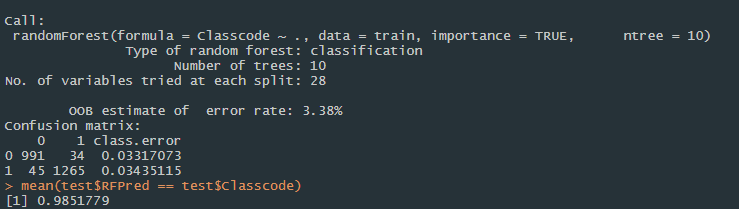 Call:
 randomForest(formula = Classcode ~ ., data = train, importance = TRUE,      ntree = 10)
               Type of random forest: classification
                     Number of trees: 10
No. of variables tried at each split: 28

        OOB estimate of  error rate: 3.38%
Confusion matrix:
    0    1 class.error
0 991   34  0.03317073
1  45 1265  0.03435115
> mean(test$RFPred == test$Classcode)
[1] 0.9851779